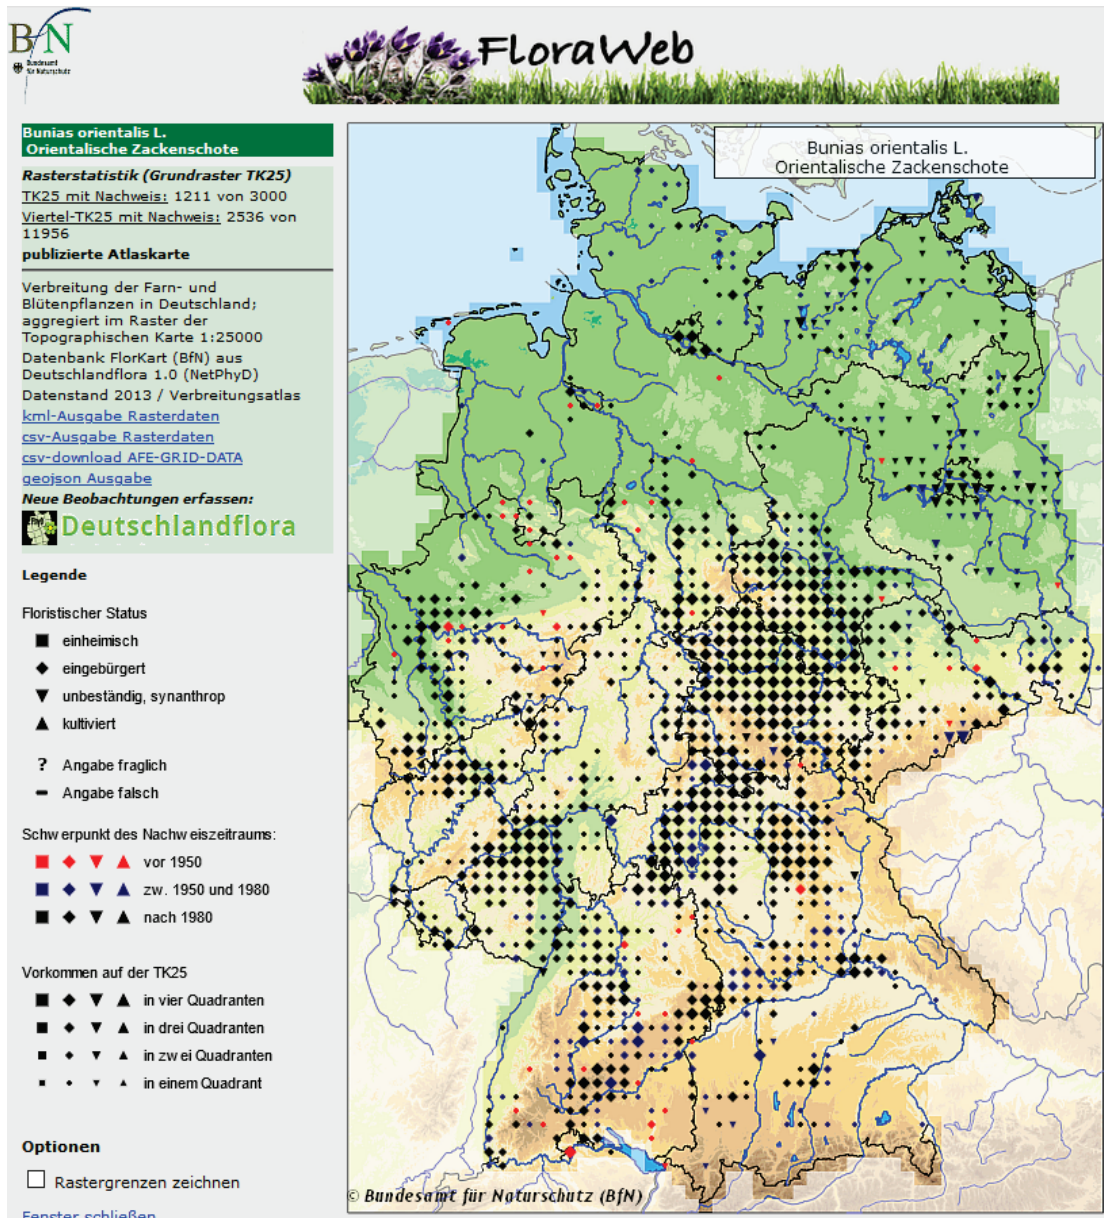 BfN
Bundesamt
für Naturschutz
FloraWeb
Bunias orientalis L.
Orientalische Zackenschote
Rasterstatistik (Grundraster TK25)
TK25 mit Nachweis: 1211 von 3000
Viertel-TK25 mit Nachweis: 2536 von
11956
publizierte Atlaskarte
Verbreitung der Farn- und
Blütenpflanzen in Deutschland;
aggregiert im Raster der
Topographischen Karte 1:25000
Datenbank FlorKart (BfN) aus
Deutschlandflora 1.0 (NetPhyD)
Datenstand 2013 / Verbreitungsatlas
kml-Ausgabe Rasterdaten
csv-Ausgabe Rasterdaten
csv-download AFE-GRID-DATA
geojson Ausgabe
Neue Beobachtungen erfassen:
Deutschlandflora
Legende
Floristischer Status
einheimisch
eingebürgert
unbeständig, synanthrop
kultiviert
? Angabe fraglich
Angabe falsch
Schwerpunkt des Nachweiszeitraums:
vor 1950
zw. 1950 und 1980
nach 1980
Vorkommen auf der TK25
in vier Quadranten
in drei Quadranten
in zwei Quadranten
in einem Quadrant
Optionen
Rastergrenzen zeichnen
Fenster schließen
Bunias orientalis L.
Orientalische Zackenschote
© Bundesamt für Naturschutz (BfN)